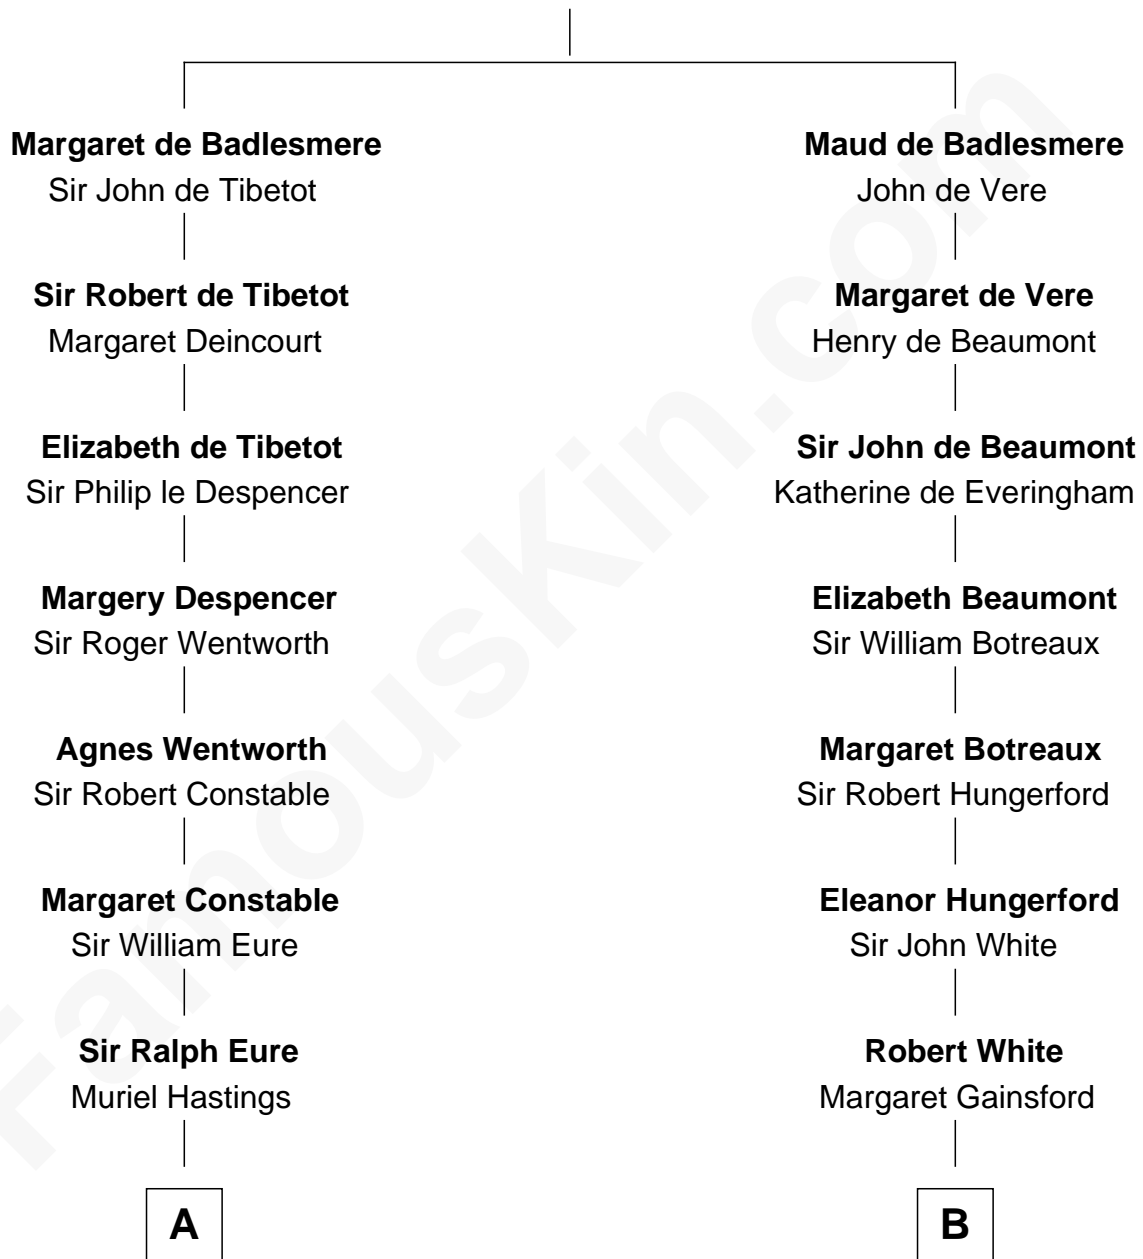 Margaret de Badlesmere
Sir John de Tibetot
Sir Robert de Tibetot
Margaret Deincourt
Elizabeth de Tibetot
Sir Philip le Despencer
Margery Despencer
Sir Roger Wentworth
Agnes Wentworth
Sir Robert Constable
Margaret Constable
Sir William Eure
Sir Ralph Eure
Muriel Hastings
A
Maud de Badlesmere
John de Vere
Margaret de Vere
Henry de Beaumont
Sir John de Beaumont
Katherine de Everingham
Elizabeth Beaumont
Sir William Botreaux
Margaret Botreaux
Sir Robert Hungerford
Eleanor Hungerford
Sir John White
Robert White
Margaret Gainsford
B
FamousKin.com